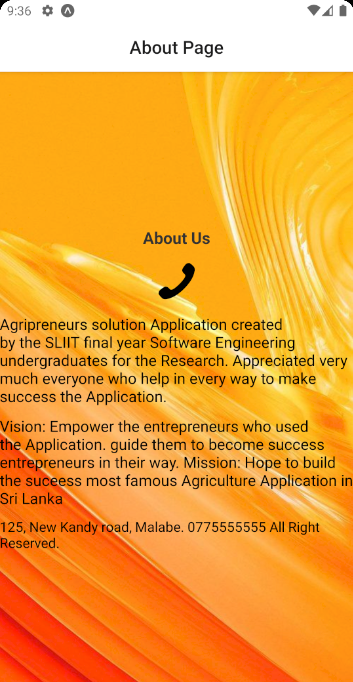 9:36
About Page
About Us
Agripreneurs solution Application created
by the SLIIT final year Software Engineering
undergraduates for the Research. Appreciated very
much everyone who help in every way to make
success the Application.
Vision: Empower the entrepreneurs who used
the Application. guide them to become success
entrepreneurs in their way. Mission: Hope to build
the suceess most famous Agriculture Application in
Sri Lanka
125, New Kandy road, Malabe. 0775555555 All Right
Reserved.